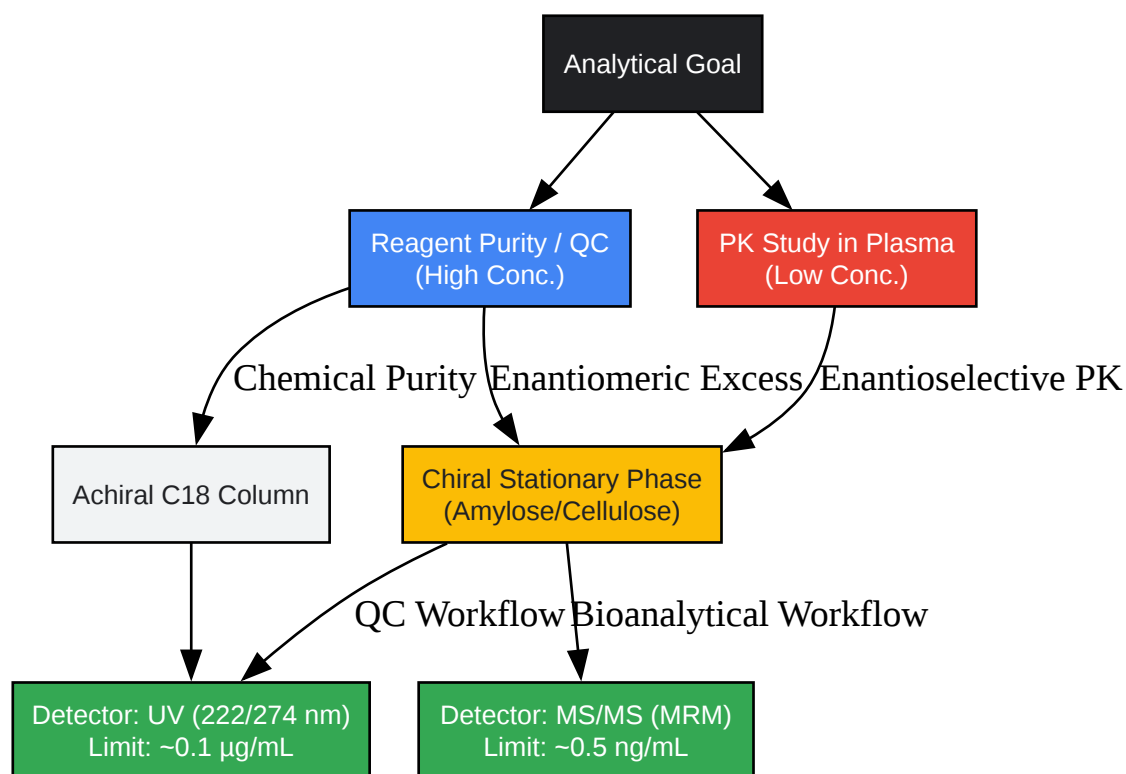 Analytical Goal
Reagent Purity / QC
(High Conc.)
PK Study in Plasma
(Low Conc.)
Chemical Purity
Enantiomeric Excess
Enantioselective PK
Achiral C18 Column
Chiral Stationary Phase
(Amylose/Cellulose)
QC Workflow
Bioanalytical Workflow
Detector: UV (222/274 nm)
Limit: ~0.1 µg/mL
Detector: MS/MS (MRM)
Limit: ~0.5 ng/mL